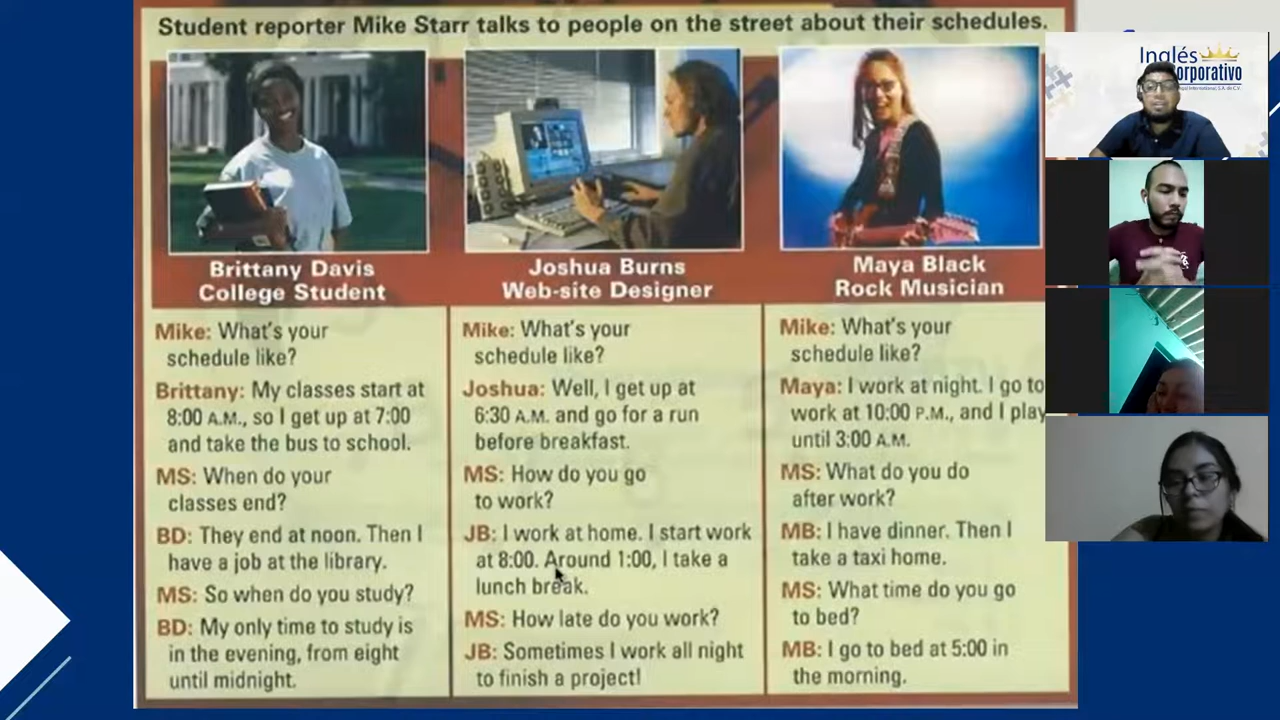 Student reporter Mike Starr talks to people on the street about their schedules.
Brittany Davis
College Student
Mike: What's your
schedule like?
Brittany: My classes start at
8:00 A.M., so I get up at 7:00
and take the bus to school.
MS: When do your
classes end?
BD: They end at noon. Then I
have a job at the library.
MS: So when do you study?
BD: My only time to study is
in the evening, from eight
until midnight.
Joshua Burns
Web-site Designer
Mike: What's your
schedule like?
Joshua: Well, I get up at
6:30 A.M. and go for a run
before breakfast.
MS: How do you go
to work?
JB: I work at home. I start work
at 8:00. Around 1:00, I take a
lunch break.
MS: How late do you work?
JB: Sometimes I work all night
to finish a project!
Maya Black
Rock Musician
Mike: What's your
schedule like?
Maya: I work at night. I go to
work at 10:00 P.M., and I play
until 3:00 A.M.
MS: What do you do
after work?
MB: I have dinner. Then I
take a taxi home.
MS: What time do you go
to bed?
MB: I go to bed at 5:00 in
the morning.
Inglés
orporativo